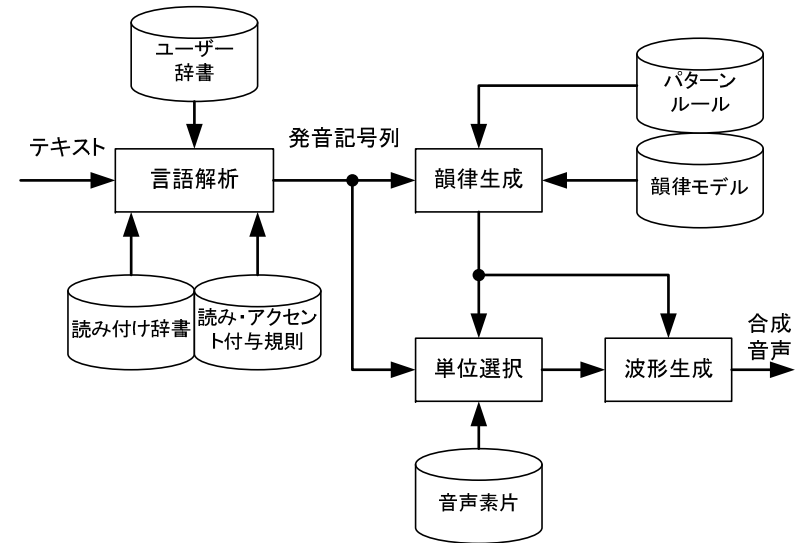 ユーザー
辞書
パターン
ルール
テキスト
発音記号列
言語解析
韻律生成
韻律モデル
読み付け辞書
読み・アクセン
ト付与規則
単位選択
波形生成
合成
音声
音声素片